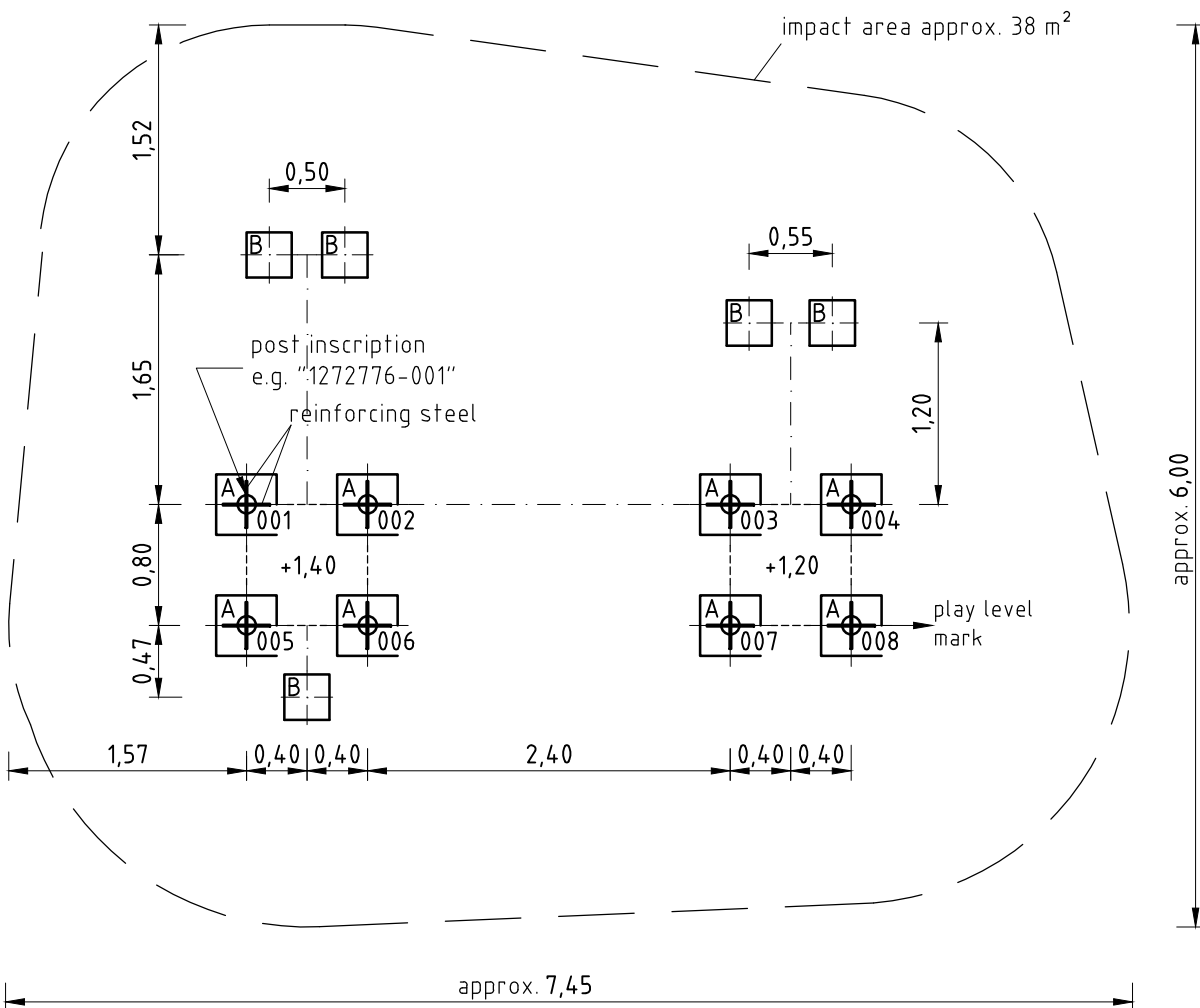 impact area approx. 38 m²
1,52
0,50
B
B
0,55
B
B
post inscription
e.g. "1272776-001"
reinforcing steel
1,65
1,20
approx. 6,00
A
001
A
002
A
003
A
004
0,80
+1,40
+1,20
A
005
A
006
A
007
A
008
play level
mark
0,47
B
1,57
0,40
0,40
2,40
0,40
0,40
approx. 7,45